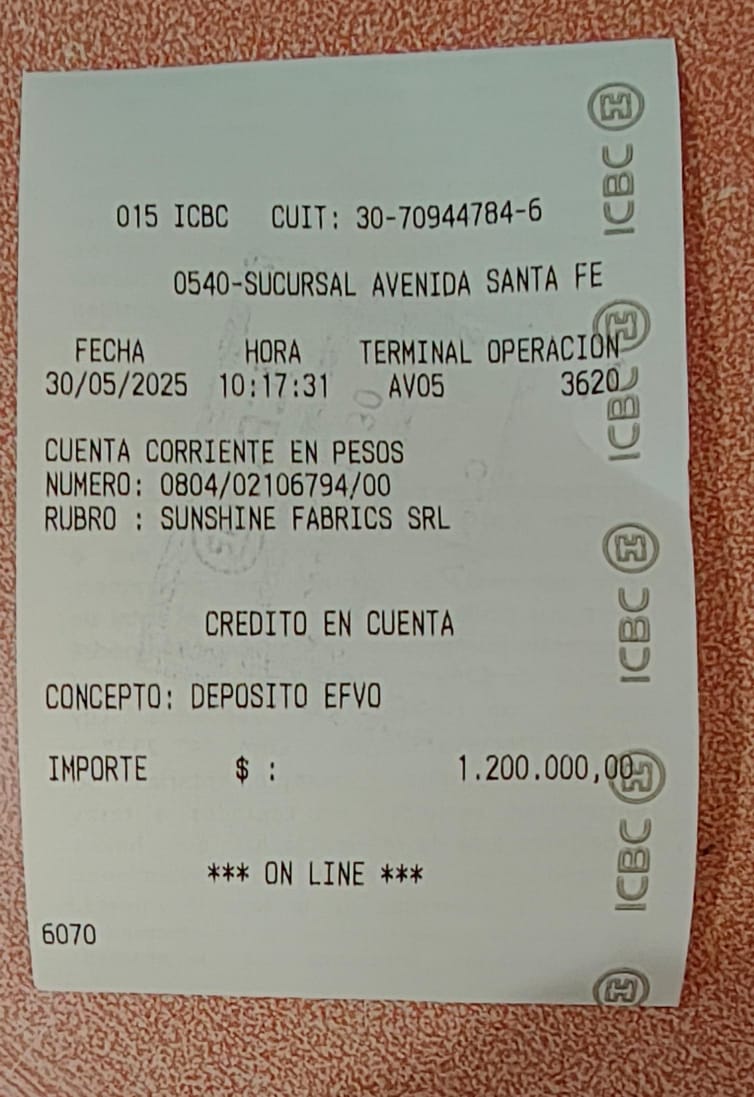 015 ICBC CUIT: 30-70944784-6
0540-SUCURSAL AVENIDA SANTA FE
FECHA HORA TERMINAL OPERACION
30/05/2025 10:17:31 AV05 3620
CUENTA CORRIENTE EN PESOS
NUMERO: 0804/02106794/00
RUBRO : SUNSHINE FABRICS SRL
CREDITO EN CUENTA
CONCEPTO: DEPOSITO EFVO
IMPORTE $ : 1.200.000,00
*** ON LINE ***
6070
ICBC
ICBC
ICBC
ICBC